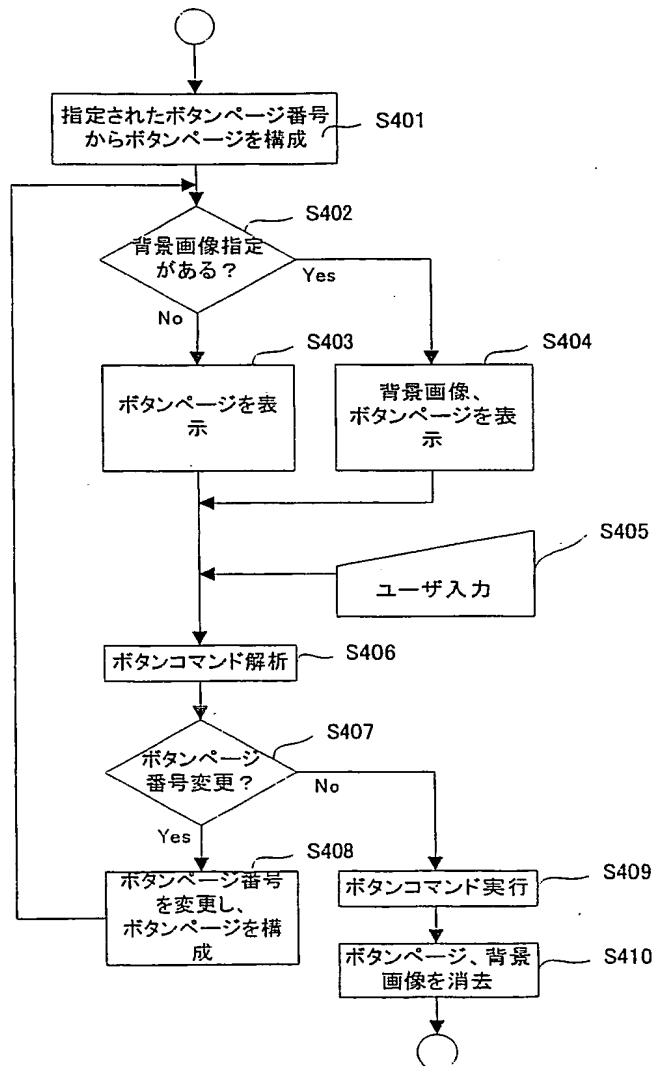 指定されたボタンページ番号
からボタンページを構成
S401
S402
背景画像指定
がある？
Yes
No
S403
S404
ボタンページを表
示
背景画像、
ボタンページを表
示
S405
ユーザ入力
ボタンコマンド解析
S406
S407
ボタンページ
番号変更？
No
Yes
S408
ボタンページ番号
を変更し、
ボタンページを構
成
ボタンコマンド実行
S409
ボタンページ、背景
画像を消去
S410